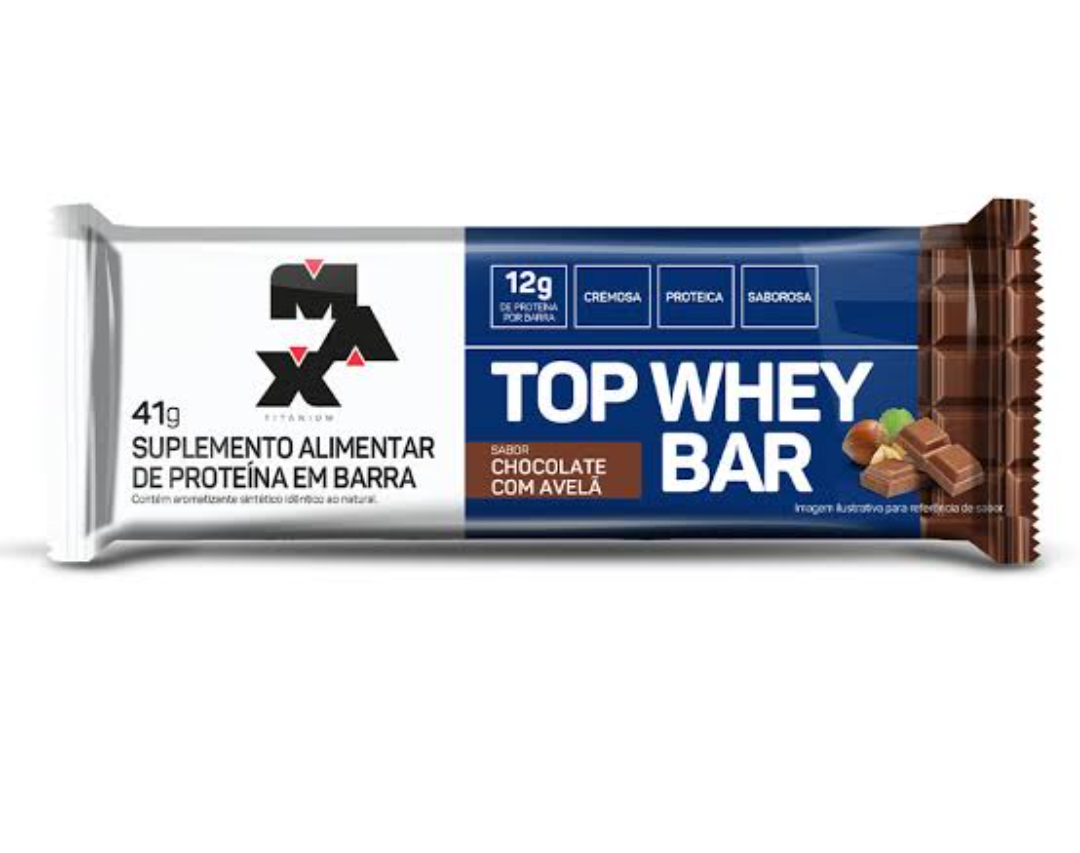 MAX
TITANIUM
41g
SUPLEMENTO ALIMENTAR
DE PROTEÍNA EM BARRA
Contém aromatizante sintético idêntico ao natural.
12g
DE PROTEÍNA
POR BARRA
CREMOSA
PROTEICA
SABOROSA
TOP WHEY
BAR
SABOR
CHOCOLATE
COM AVELÃ
Imagem ilustrativa para referência de sabor